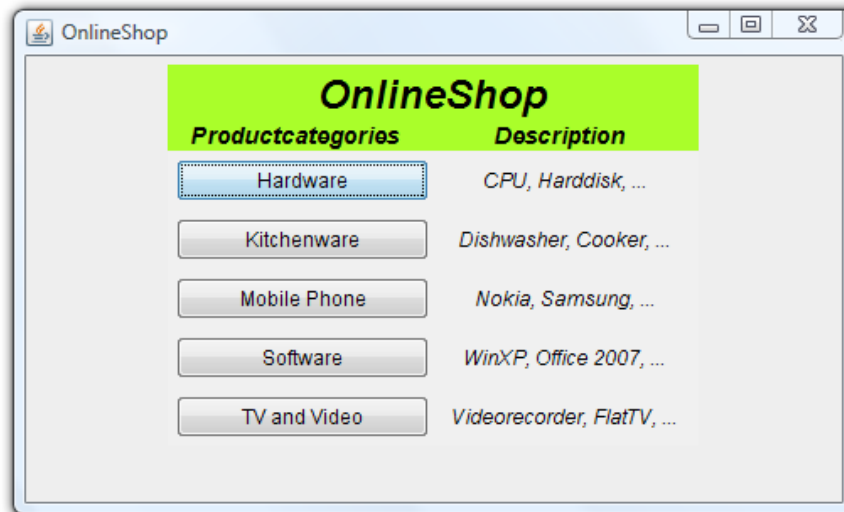 OnlineShop
OnlineShop
Productcategories Description
Hardware CPU, Harddisk, ...
Kitchenware Dishwasher, Cooker, ...
Mobile Phone Nokia, Samsung, ...
Software WinXP, Office 2007, ...
TV and Video Videorecorder, FlatTV, ...